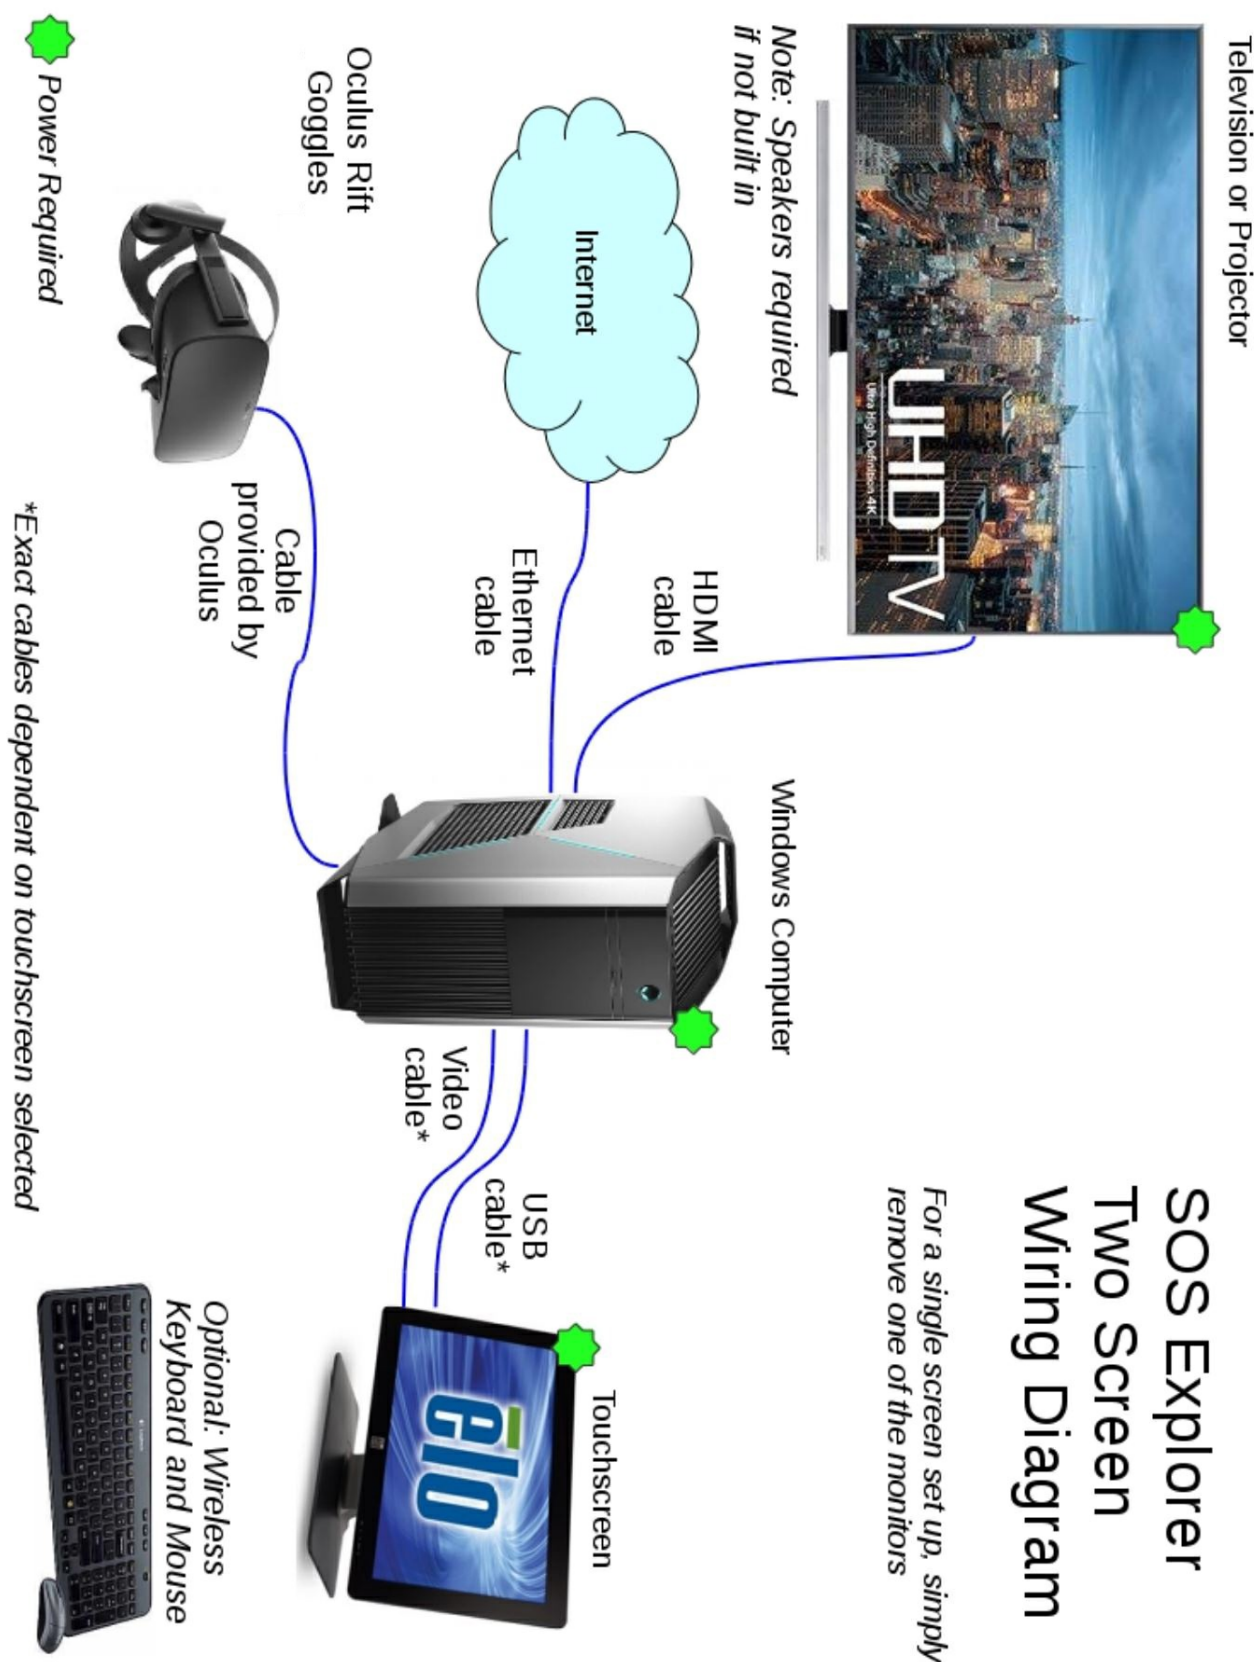 SOS Explorer
Two Screen
Wiring Diagram
For a single screen set up, simply
remove one of the monitors
Television or Projector
UHDTV
Ultra High Definition 4K
Note: Speakers required
if not built in
HDMI
cable
Windows Computer
Internet
Ethernet
cable
USB
cable*
Video
cable*
Touchscreen
elo
Oculus Rift
Goggles
Cable
provided by
Oculus
Optional: Wireless
Keyboard and Mouse
Power Required
*Exact cables dependent on touchscreen selected